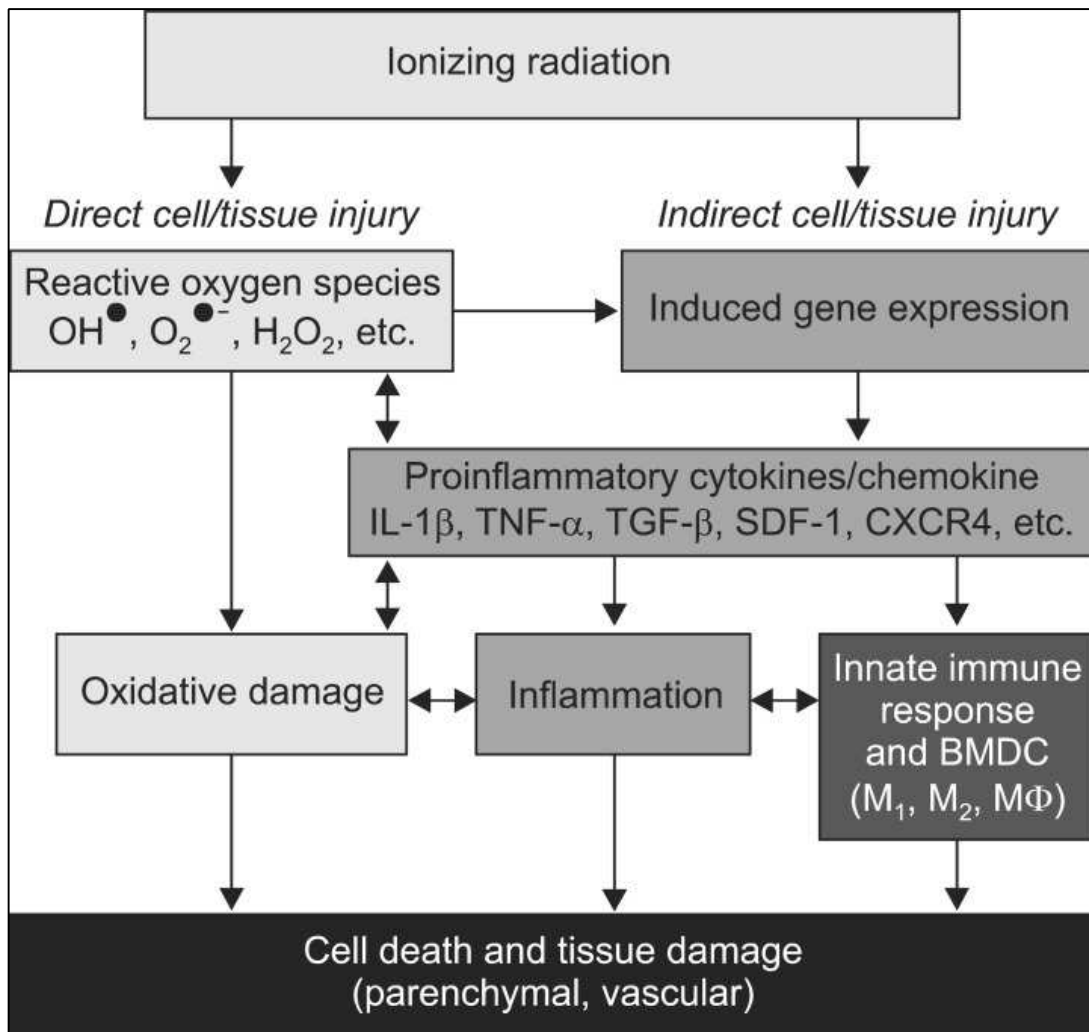 Ionizing radiation
Direct cell/tissue injury
Indirect cell/tissue injury
Reactive oxygen species
OH●, O₂●⁻, H₂O₂, etc.
Induced gene expression
Proinflammatory cytokines/chemokine
IL-1β, TNF-α, TGF-β, SDF-1, CXCR4, etc.
Oxidative damage
Inflammation
Innate immune
response
and BMDC
(M₁, M₂, MΦ)
Cell death and tissue damage
(parenchymal, vascular)